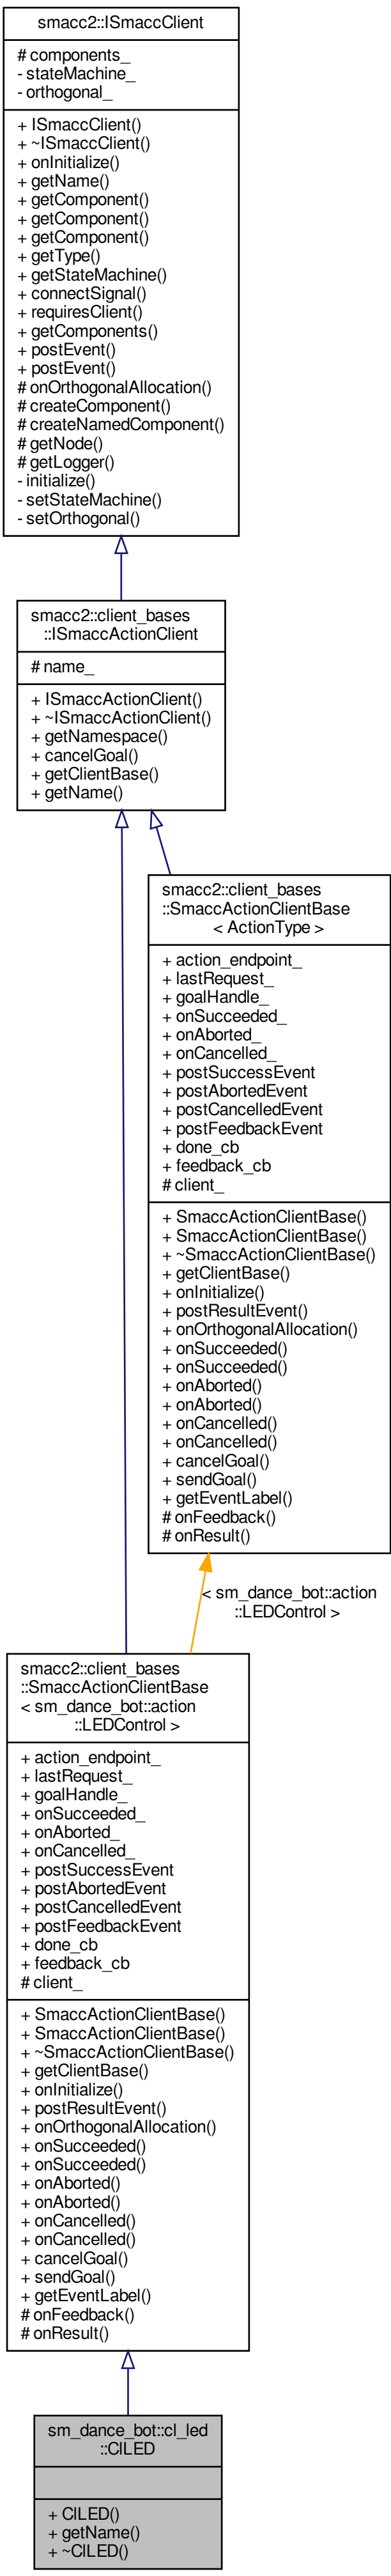 smacc2::ISmaccClient
# components_
- stateMachine_
- orthogonal_
+ ISmaccClient()
+ ~ISmaccClient()
+ onInitialize()
+ getName()
+ getComponent()
+ getComponent()
+ getComponent()
+ getType()
+ getStateMachine()
+ connectSignal()
+ requiresClient()
+ getComponents()
+ postEvent()
+ postEvent()
# onOrthogonalAllocation()
# createComponent()
# createNamedComponent()
# getNode()
# getLogger()
- initialize()
- setStateMachine()
- setOrthogonal()
smacc2::client_bases
::ISmaccActionClient
# name_
+ ISmaccActionClient()
+ ~ISmaccActionClient()
+ getNamespace()
+ cancelGoal()
+ getClientBase()
+ getName()
smacc2::client_bases
::SmaccActionClientBase
< ActionType >
+ action_endpoint_
+ lastRequest_
+ goalHandle_
+ onSucceeded_
+ onAborted_
+ onCancelled_
+ postSuccessEvent
+ postAbortedEvent
+ postCancelledEvent
+ postFeedbackEvent
+ done_cb
+ feedback_cb
# client_
+ SmaccActionClientBase()
+ SmaccActionClientBase()
+ ~SmaccActionClientBase()
+ getClientBase()
+ onInitialize()
+ postResultEvent()
+ onOrthogonalAllocation()
+ onSucceeded()
+ onSucceeded()
+ onAborted()
+ onAborted()
+ onCancelled()
+ onCancelled()
+ cancelGoal()
+ sendGoal()
+ getEventLabel()
# onFeedback()
# onResult()
< sm_dance_bot::action
::LEDControl >
smacc2::client_bases
::SmaccActionClientBase
< sm_dance_bot::action
::LEDControl >
+ action_endpoint_
+ lastRequest_
+ goalHandle_
+ onSucceeded_
+ onAborted_
+ onCancelled_
+ postSuccessEvent
+ postAbortedEvent
+ postCancelledEvent
+ postFeedbackEvent
+ done_cb
+ feedback_cb
# client_
+ SmaccActionClientBase()
+ SmaccActionClientBase()
+ ~SmaccActionClientBase()
+ getClientBase()
+ onInitialize()
+ postResultEvent()
+ onOrthogonalAllocation()
+ onSucceeded()
+ onSucceeded()
+ onAborted()
+ onAborted()
+ onCancelled()
+ onCancelled()
+ cancelGoal()
+ sendGoal()
+ getEventLabel()
# onFeedback()
# onResult()
sm_dance_bot::cl_led
::ClLED
+ ClLED()
+ getName()
+ ~ClLED()